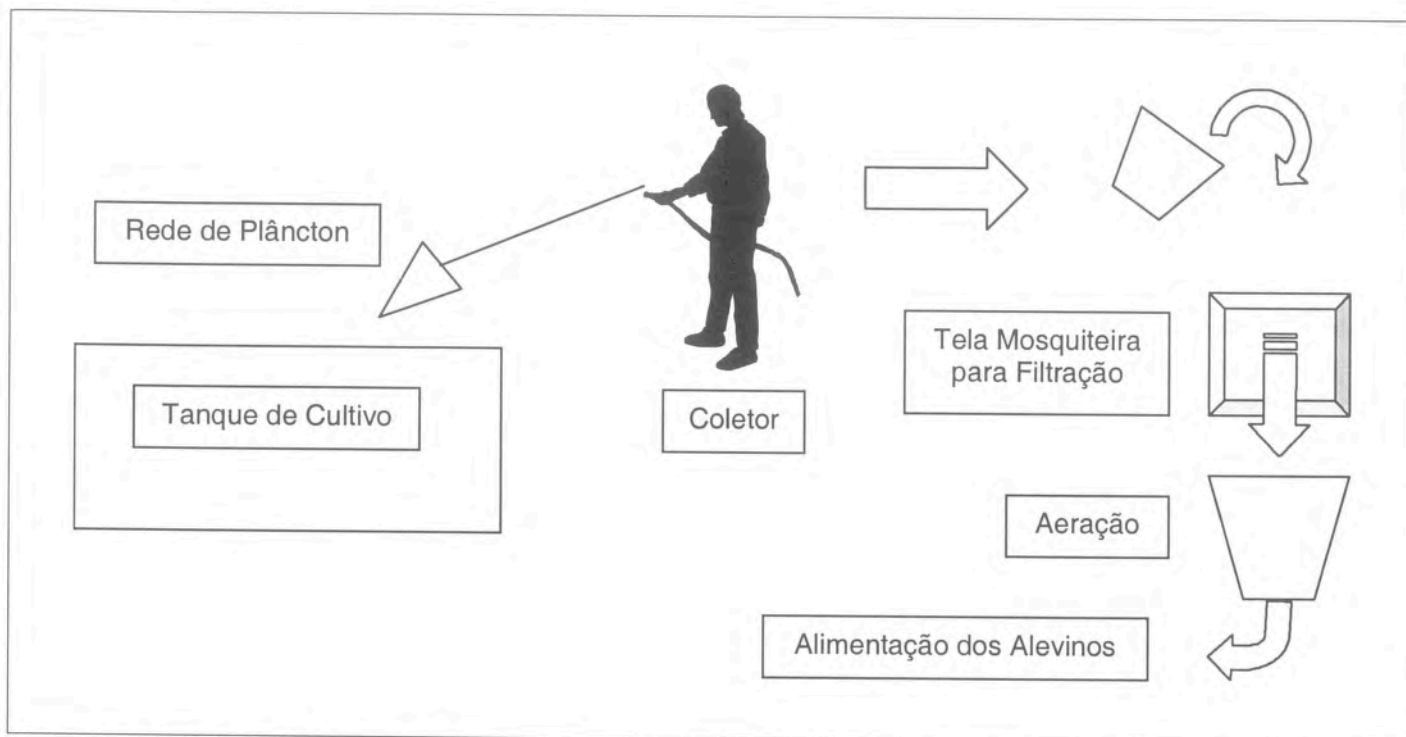 Rede de Plâncton
Tanque de Cultivo
Coletor
Tela Mosquiteira
para Filtração
Aeração
Alimentação dos Alevinos